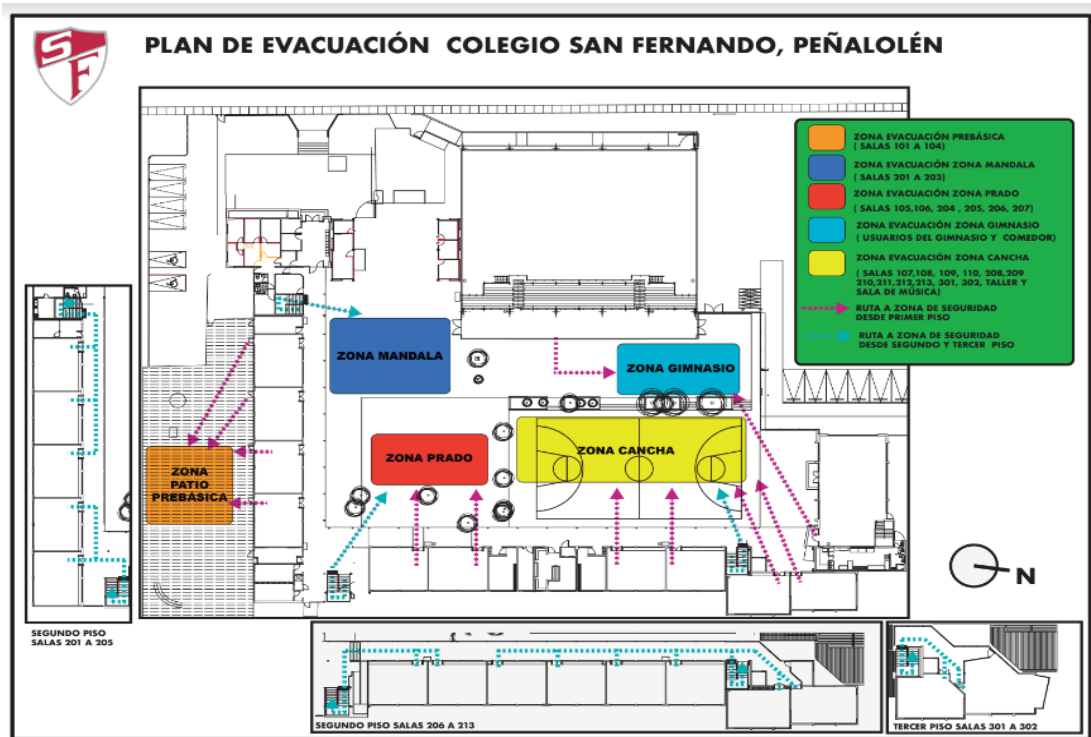 SF
PLAN DE EVACUACIÓN COLEGIO SAN FERNANDO, PEÑALOLÉN
ZONA EVACUACIÓN PREBÁSICA
( SALAS 101 A 104)
ZONA EVACUACIÓN ZONA MANDALA
( SALAS 201 A 203)
ZONA EVACUACIÓN ZONA PRADO
( SALAS 105,106, 204 , 205, 206, 207)
ZONA EVACUACIÓN ZONA GIMNASIO
( USUARIOS DEL GIMNASIO Y COMEDOR)
ZONA EVACUACIÓN ZONA CANCHA
( SALAS 107,108, 109, 110, 208,209
210,211,212,213, 301, 302, TALLER Y
SALA DE MÚSICA)
RUTA A ZONA DE SEGURIDAD
DESDE PRIMER PISO
RUTA A ZONA DE SEGURIDAD
DESDE SEGUNDO Y TERCER PISO
ZONA MANDALA
ZONA GIMNASIO
ZONA PRADO
ZONA CANCHA
ZONA
PATIO
PREBÁSICA
N
SEGUNDO PISO
SALAS 201 A 205
SEGUNDO PISO SALAS 206 A 213
TERCER PISO SALAS 301 A 302